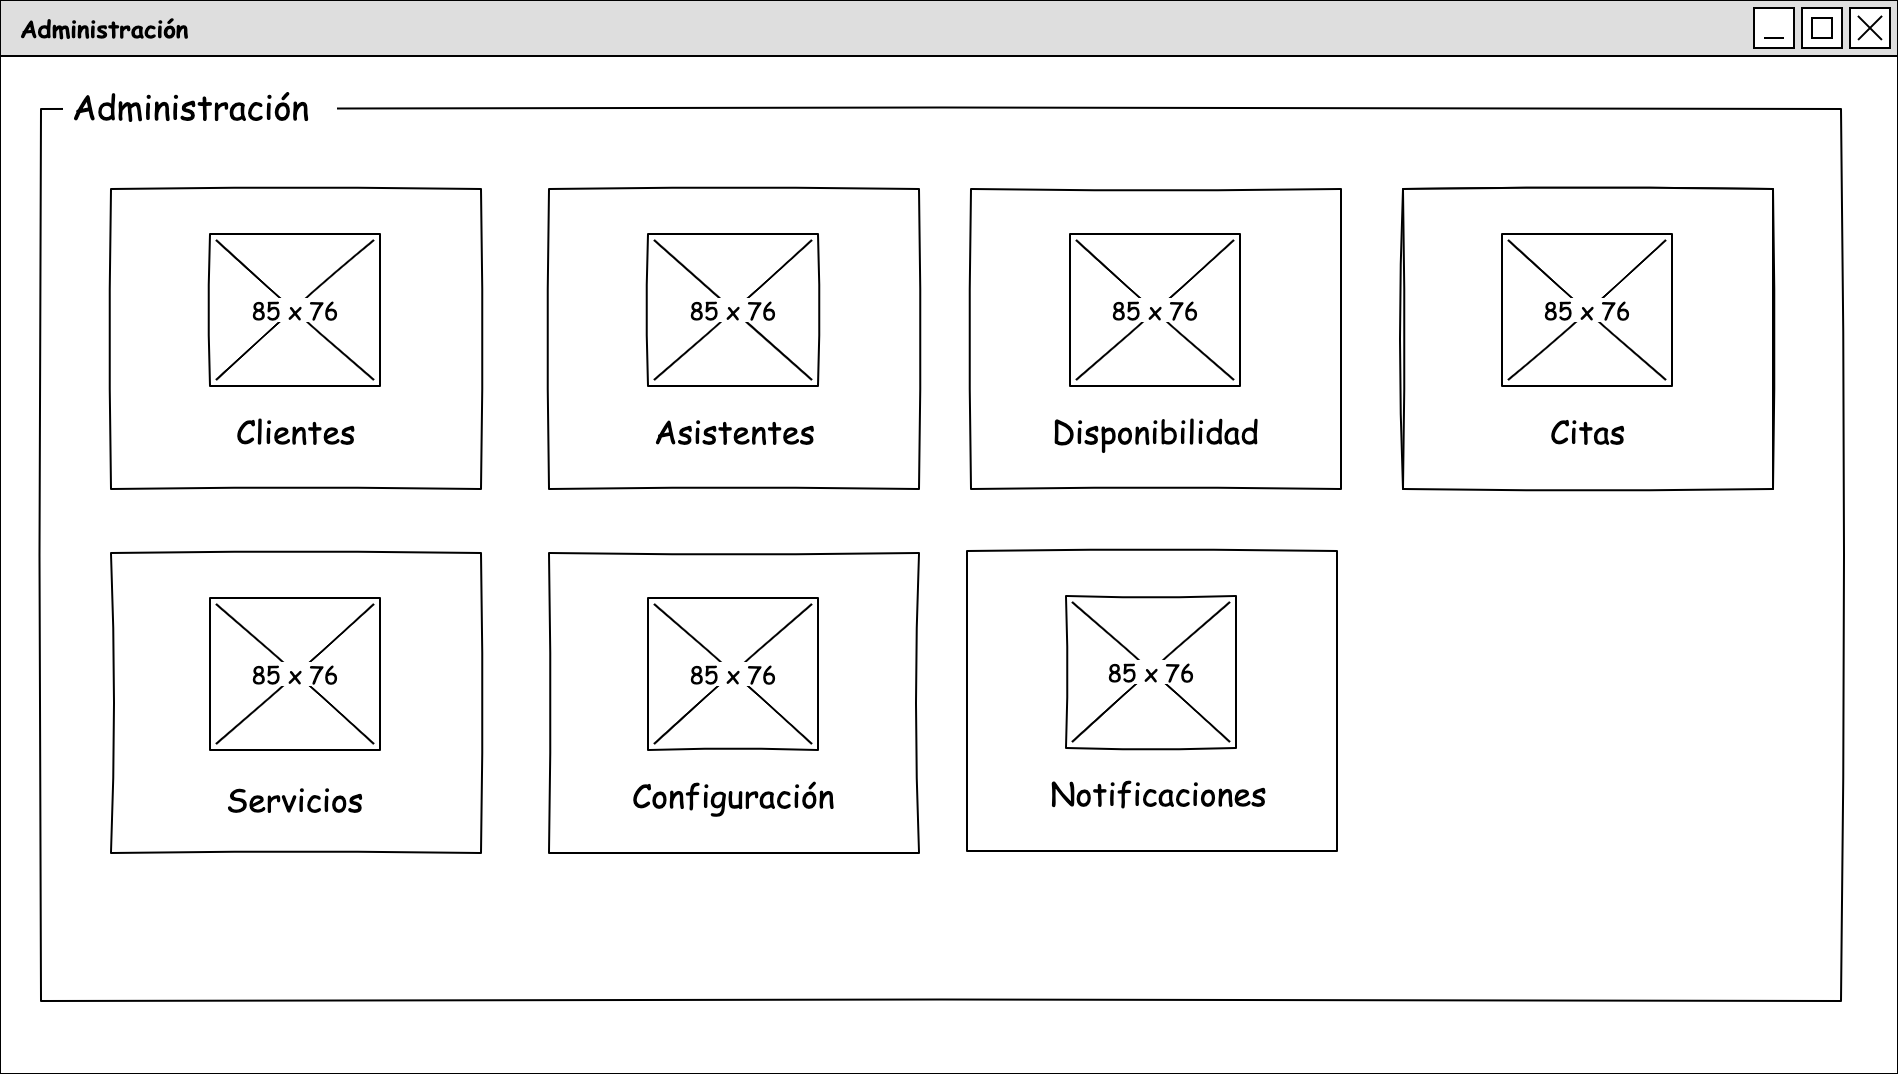 Administración
Administración
85 x 76
85 x 76
85 x 76
85 x 76
Clientes
Asistentes
Disponibilidad
Citas
85 x 76
85 x 76
85 x 76
Servicios
Configuración
Notificaciones